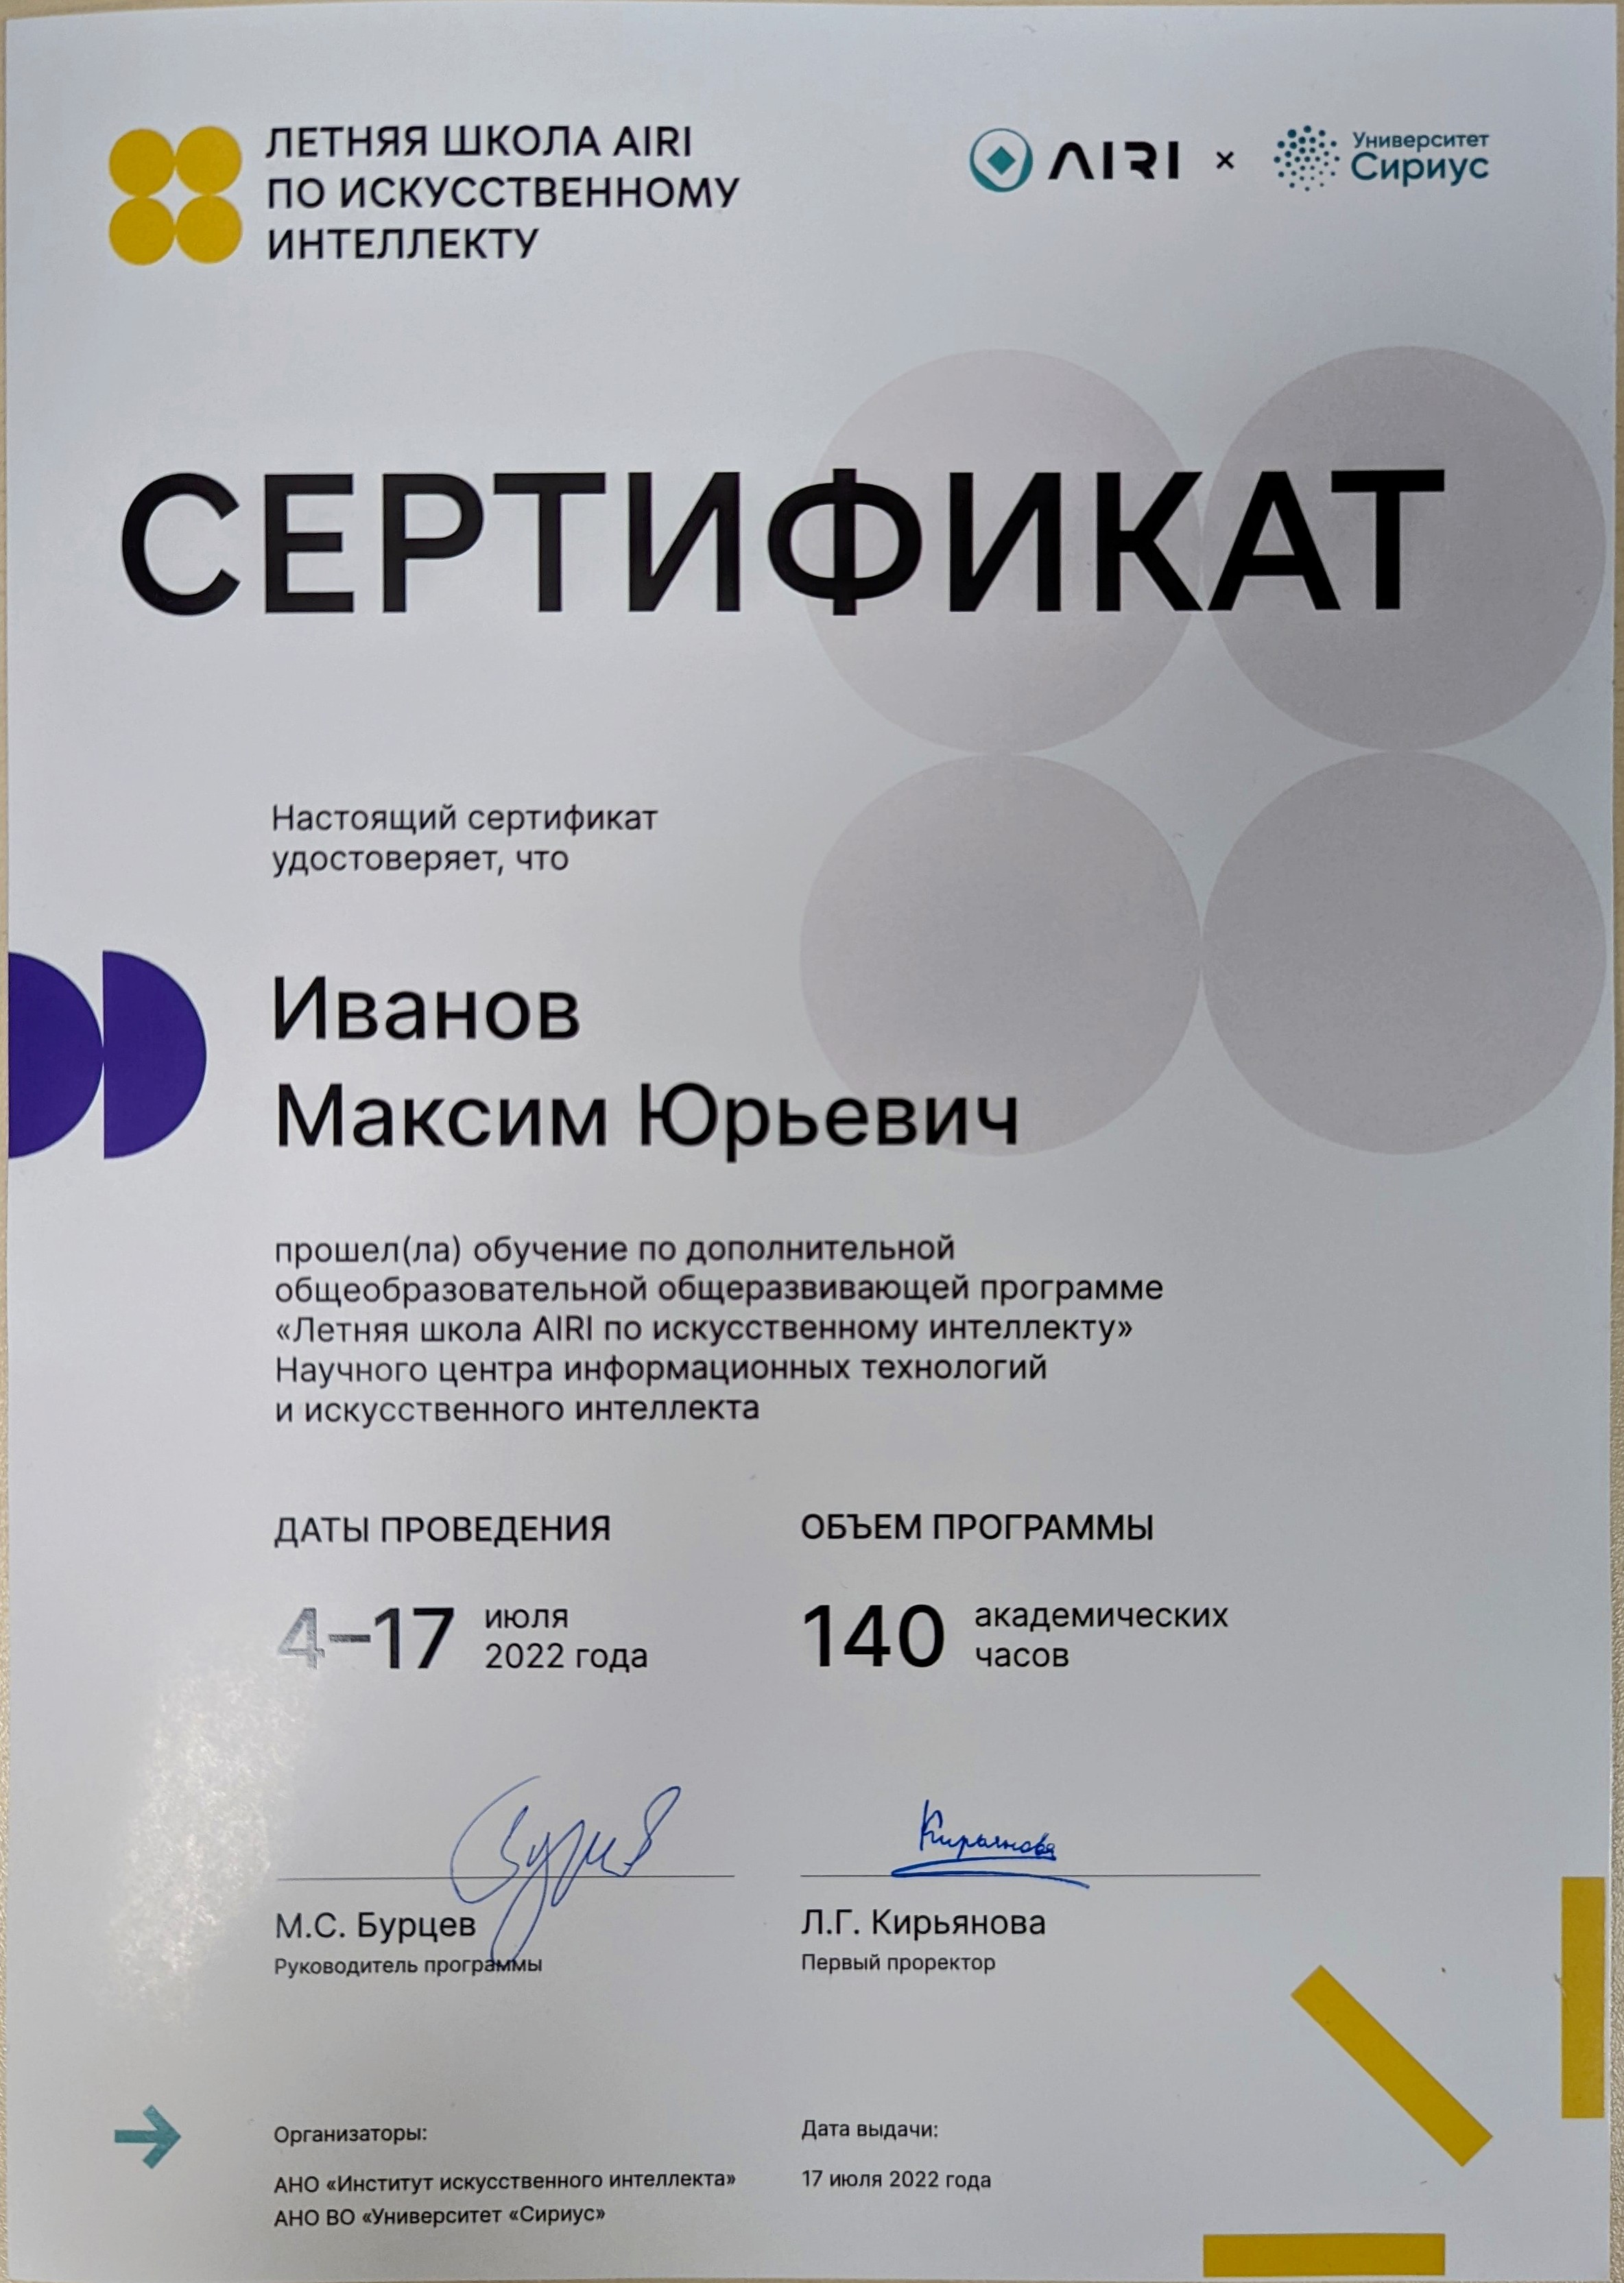 ЛЕТНЯЯ ШКОЛА AIRI
ПО ИСКУССТВЕННОМУ
ИНТЕЛЛЕКТУ
AIRI × Университет
Сириус
СЕРТИФИКАТ
Настоящий сертификат
удостоверяет, что
Иванов
Максим Юрьевич
прошел(ла) обучение по дополнительной
общеобразовательной общеразвивающей программе
«Летняя школа AIRI по искусственному интеллекту»
Научного центра информационных технологий
и искусственного интеллекта
ДАТЫ ПРОВЕДЕНИЯ
4–17 июля
2022 года
ОБЪЕМ ПРОГРАММЫ
140 академических
часов
Кирьянова
М.С. Бурцев
Руководитель программы
Л.Г. Кирьянова
Первый проректор
Организаторы:
АНО «Институт искусственного интеллекта»
АНО ВО «Университет «Сириус»
Дата выдачи:
17 июля 2022 года